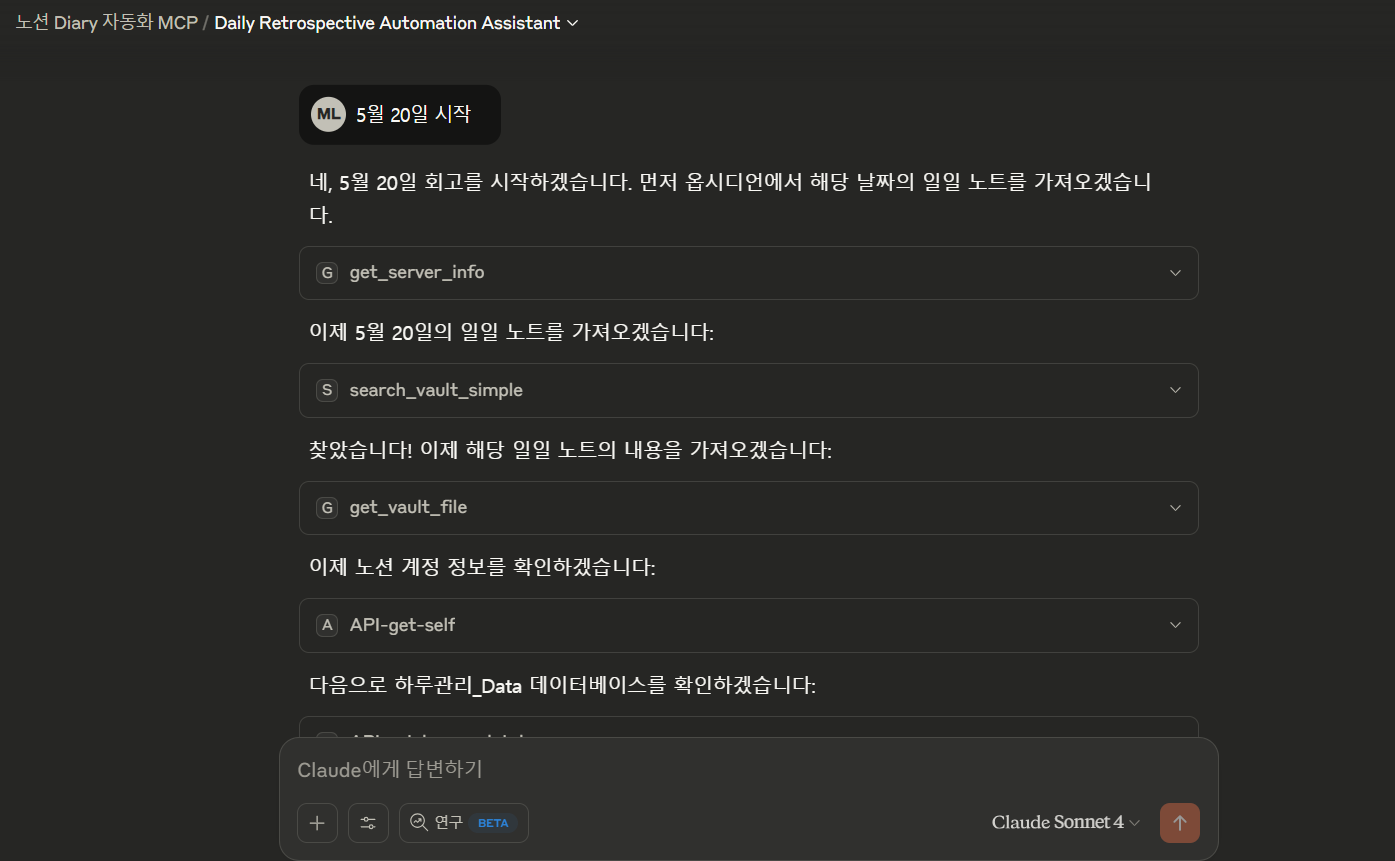 노션 Diary 자동화 MCP / Daily Retrospective Automation Assistant
ML 5월 20일 시작
네, 5월 20일 회고를 시작하겠습니다. 먼저 옵시디언에서 해당 날짜의 일일 노트를 가져오겠습니
다.
G get_server_info
이제 5월 20일의 일일 노트를 가져오겠습니다:
S search_vault_simple
찾았습니다! 이제 해당 일일 노트의 내용을 가져오겠습니다:
G get_vault_file
이제 노션 계정 정보를 확인하겠습니다:
A API-get-self
다음으로 하루관리_Data 데이터베이스를 확인하겠습니다:
Claude에게 답변하기
연구 BETA
Claude Sonnet 4